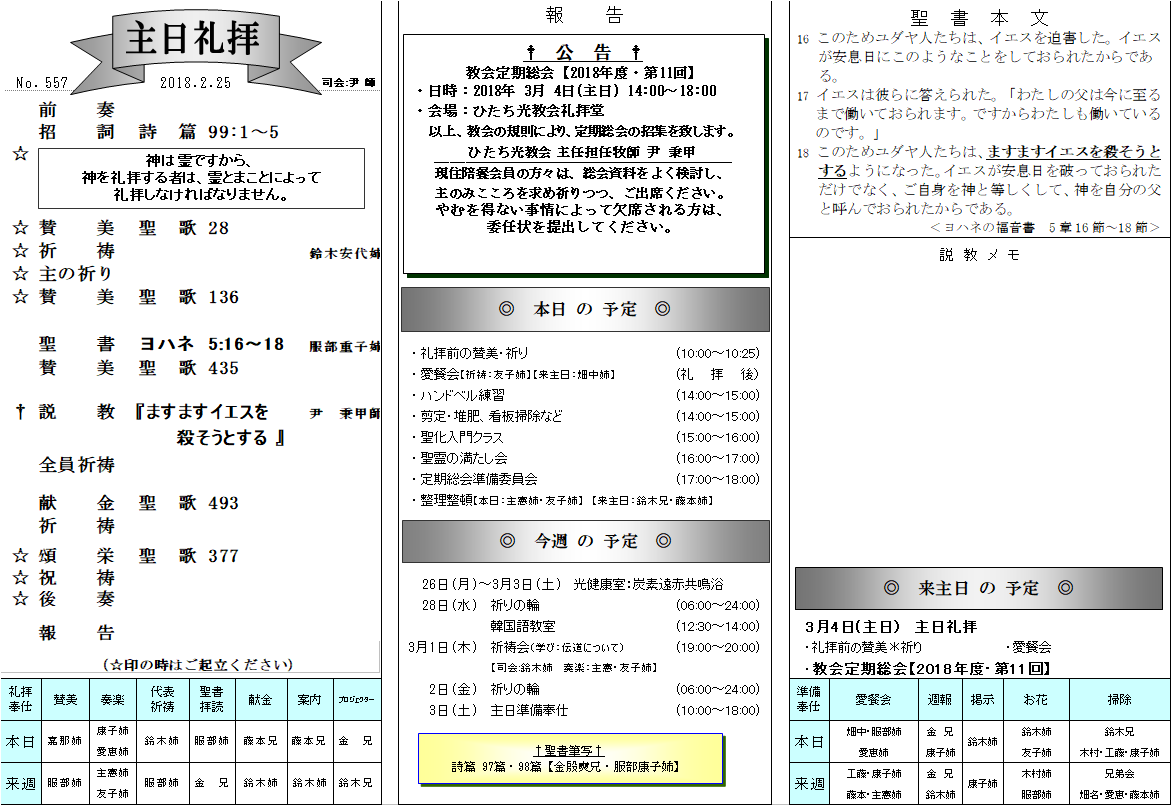 主日礼拝
No. 557
2018.2.25
司会:尹 師
前 奏
招 詞 詩 篇 99:1～5
☆
神は霊ですから、
神を礼拝する者は、霊とまことによって
礼拝しなければなりません。
☆ 賛 美 聖 歌 28
☆ 祈 祷 鈴木安代姉
☆ 主の祈り
☆ 賛 美 聖 歌 136
聖 書 ヨハネ 5:16～18 服部重子姉
賛 美 聖 歌 435
† 説 教 『ますますイエスを 尹 秉甲師
殺そうとする 』
全員祈祷
献 金 聖 歌 493
祈 祷
☆ 頌 栄 聖 歌 377
☆ 祝 祷
☆ 後 奏
報 告
(☆印の時はご起立ください)
礼拝奉仕 賛美 奏楽 代表祈祷 聖書拝読 献金 案内 プロジェクター
本日 嘉那姉 康子姉 愛恵姉 鈴木姉 服部姉 藤本兄 藤本兄 金 兄
来週 服部姉 主憲姉 友子姉 服部姉 金 兄 鈴木姉 鈴木姉 鈴木兄
報 告
† 公 告 †
教会定期総会【2018年度・第11回】
・日時：2018年 3月 4日(主日) 14:00～18:00
・会場：ひたち光教会礼拝堂
以上、教会の規則により、定期総会の招集を致します。
ひたち光教会 主任担任牧師 尹 秉甲
現住陪餐会員の方々は、総会資料をよく検討し、
主のみこころを求め祈りつつ、ご出席ください。
やむを得ない事情によって欠席される方は、
委任状を提出してください。
◎ 本日 の 予定 ◎
・礼拝前の賛美・祈り (10:00～10:25)
・愛餐会【祈祷：友子姉】【来主日：畑中姉】 (礼 拝 後)
・ハンドベル練習 (14:00～15:00)
・剪定・堆肥、看板掃除など (14:00～15:00)
・聖化入門クラス (15:00～16:00)
・聖霊の満たし会 (16:00～17:00)
・定期総会準備委員会 (17:00～18:00)
・整理整頓【本日：主憲姉・友子姉】 【来主日：鈴木兄・藤本姉】
◎ 今週 の 予定 ◎
26日(月)～3月3日(土) 光健康室：炭素遠赤共鳴浴
28日(水) 祈りの輪 (06:00～24:00)
韓国語教室 (12:30～14:00)
3月1日(木) 祈祷会(学び：伝道について) (19:00～20:00)
【司会:鈴木姉 奏楽：主憲・友子姉】
2日(金) 祈りの輪 (06:00～24:00)
3日(土) 主日準備奉仕 (10:00～18:00)
†聖書筆写†
詩篇 97篇・98篇【金殷奭兄・服部康子姉】
聖 書 本 文
16 このためユダヤ人たちは、イエスを迫害した。イエス
が安息日にこのようなことをしておられたからであ
る。
17 イエスは彼らに答えられた。「わたしの父は今に至る
まで働いておられます。ですからわたしも働いている
のです。」
18 このためユダヤ人たちは、ますますイエスを殺そうと
するようになった。イエスが安息日を破っておられた
だけでなく、ご自身を神と等しくして、神を自分の父
と呼んでおられたからである。
＜ヨハネの福音書 5章16節～18節＞
説 教 メ モ
◎ 来主日 の 予定 ◎
3月4日(主日) 主日礼拝
・礼拝前の賛美＊祈り ・愛餐会
・教会定期総会【2018年度・第11回】
準備奉仕 愛餐会 週報 掲示 お花 掃除
本日 畑中・服部姉 愛恵姉 金 兄 康子姉 鈴木姉 鈴木姉 友子姉 鈴木兄 木村・工藤・康子姉
来週 工藤・康子姉 藤本・主憲姉 金 兄 鈴木姉 康子姉 木村姉 服部姉 兄弟会 畑名・愛恵・藤本姉